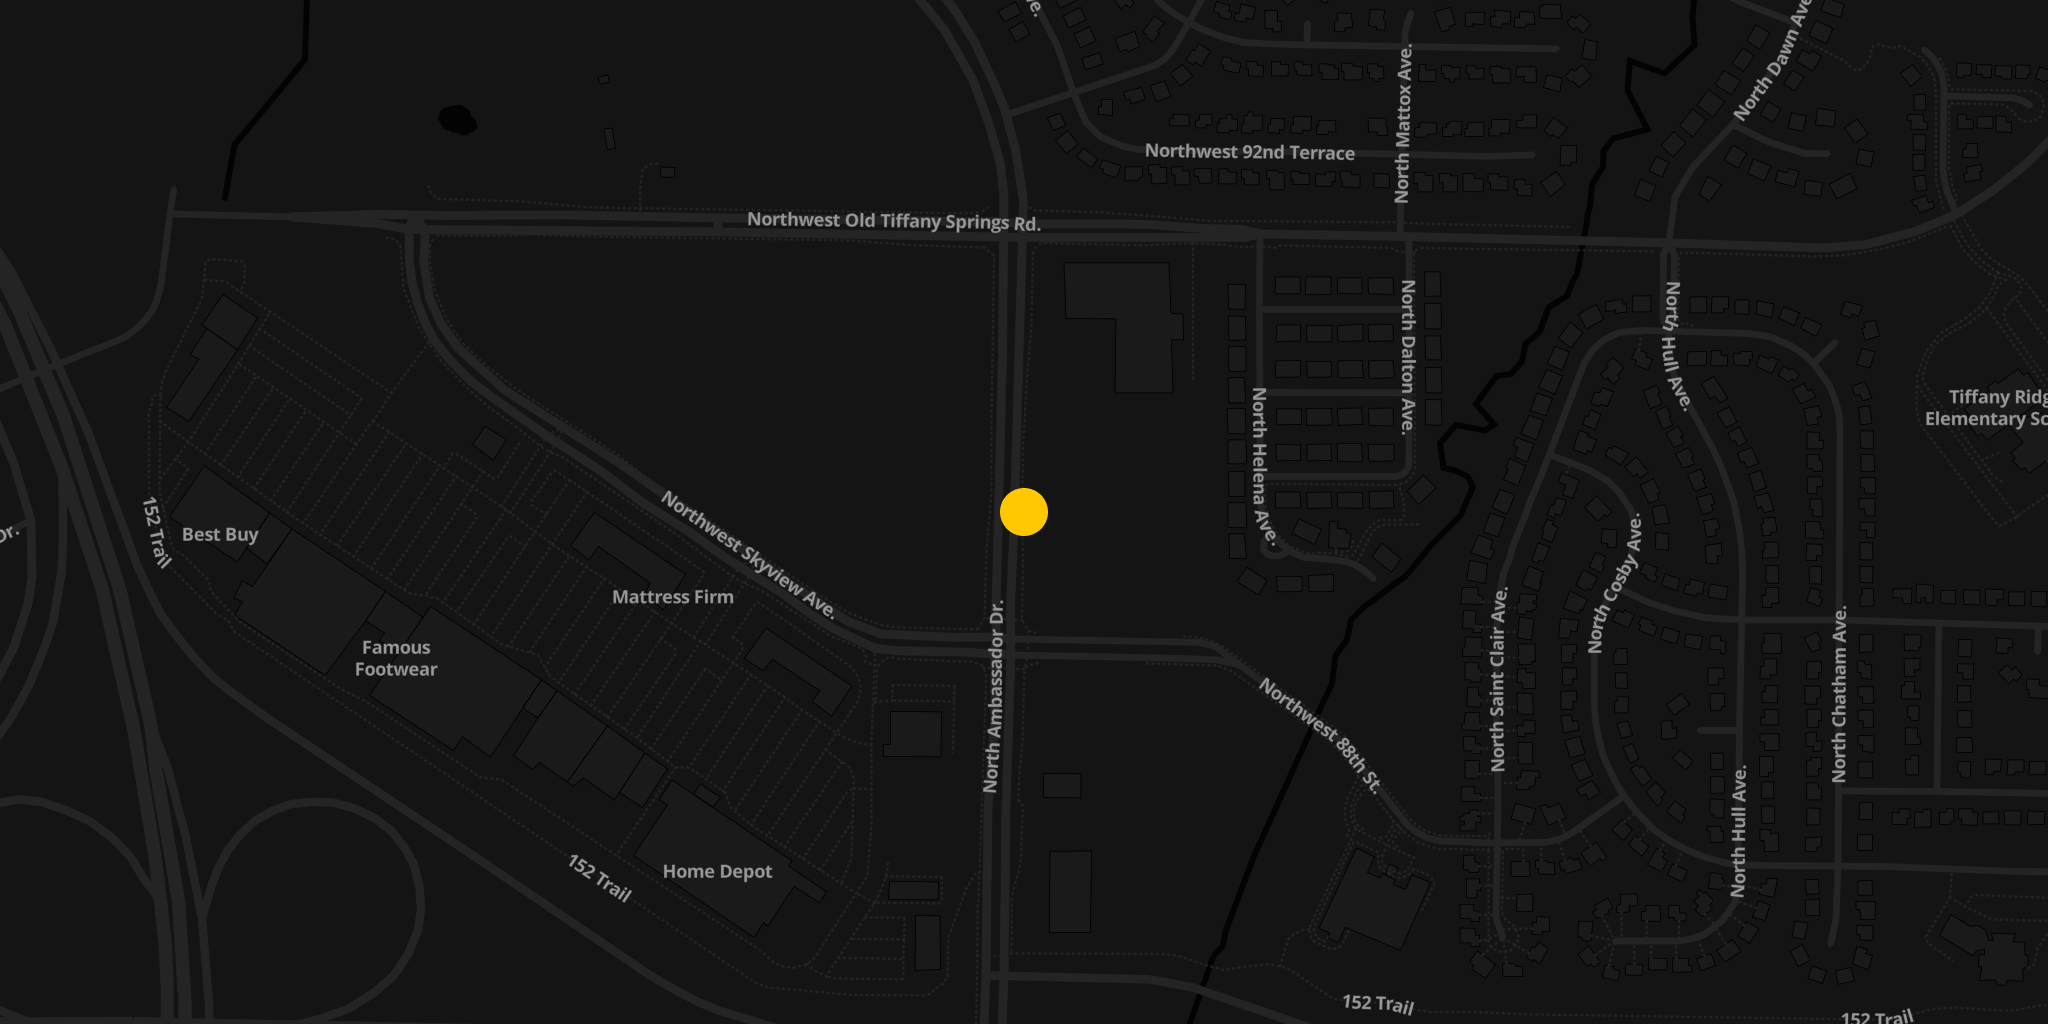 North Dawn Ave.
North Mattox Ave.
Northwest 92nd Terrace
Northwest Old Tiffany Springs Rd.
North Dalton Ave.
North Hull Ave.
North Helena Ave.
Tiffany Ridg
Elementary Sc
152 Trail
Best Buy
Northwest Skyview Ave.
Mattress Firm
Famous
Footwear
North Ambassador Dr.
Northwest 88th St.
North Saint Clair Ave.
North Cosby Ave.
North Chatham Ave.
North Hull Ave.
Home Depot
152 Trail
152 Trail
152 Trail
Dr.